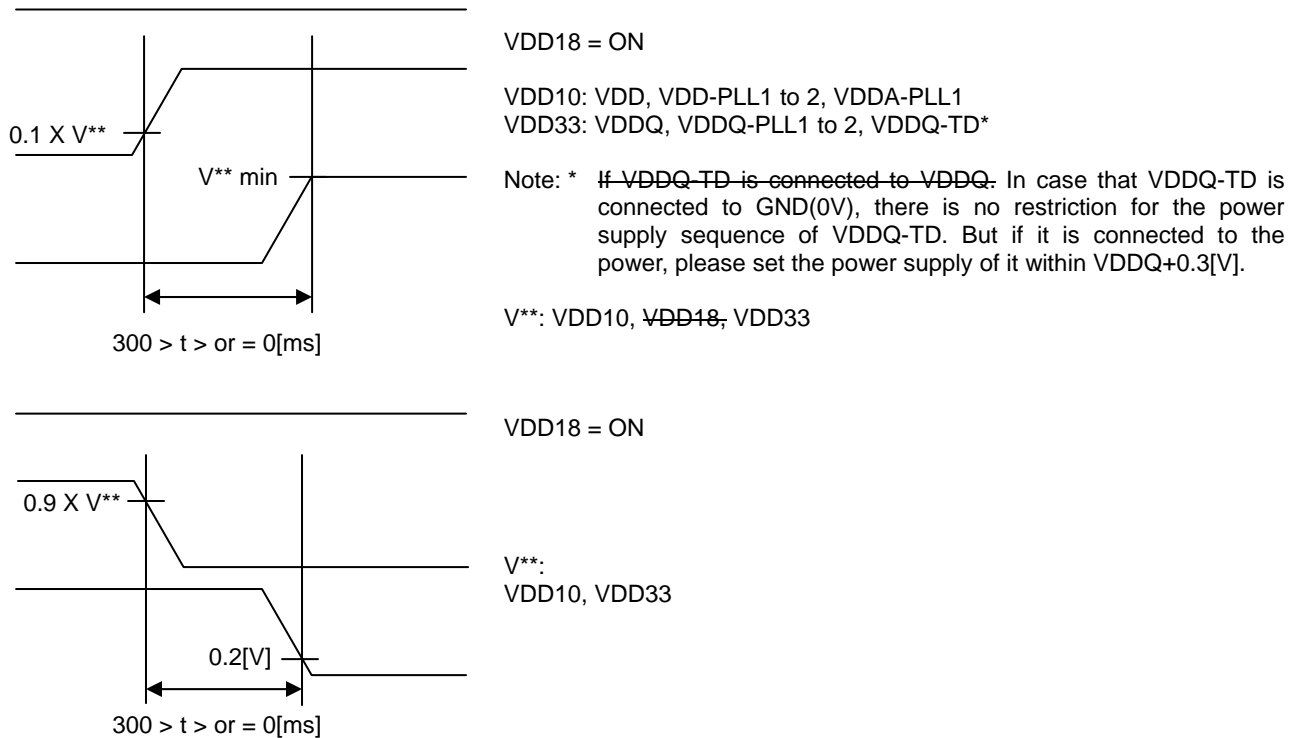 VDD18 = ON
VDD10: VDD, VDD-PLL1 to 2, VDDA-PLL1
VDD33: VDDQ, VDDQ-PLL1 to 2, VDDQ-TD*
0.1 X V**
V** min
Note: * If VDDQ-TD is connected to VDDQ. In case that VDDQ-TD is
connected to GND(0V), there is no restriction for the power
supply sequence of VDDQ-TD. But if it is connected to the
power, please set the power supply of it within VDDQ+0.3[V].
V**: VDD10, VDD18, VDD33
300 > t > or = 0[ms]
VDD18 = ON
0.9 X V**
V**:
VDD10, VDD33
0.2[V]
300 > t > or = 0[ms]